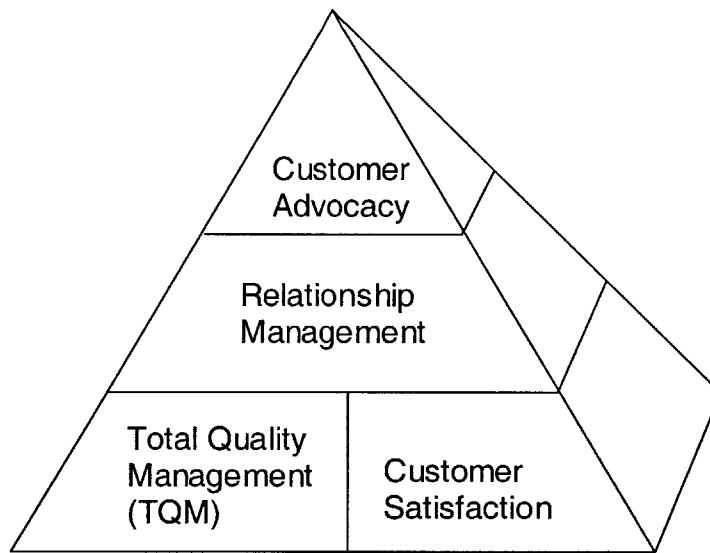 Customer
Advocacy
Relationship
Management
Total Quality
Management
(TQM)
Customer
Satisfaction